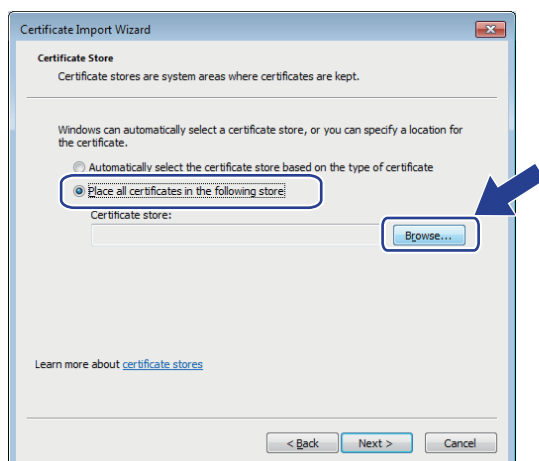 Certificate Import Wizard
Certificate Store
Certificate stores are system areas where certificates are kept.
Windows can automatically select a certificate store, or you can specify a location for
the certificate.
Automatically select the certificate store based on the type of certificate
Place all certificates in the following store
Certificate store:
Browse...
Learn more about certificate stores
< Back Next > Cancel